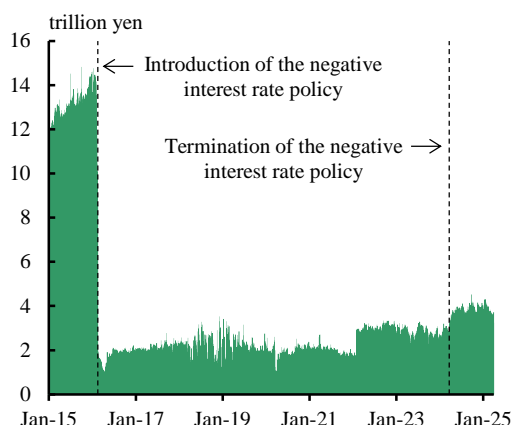 trillion yen
16
14
12
10
8
6
4
2
0
Introduction of the negative
interest rate policy
Termination of the negative
interest rate policy
Jan-15 Jan-17 Jan-19 Jan-21 Jan-23 Jan-25